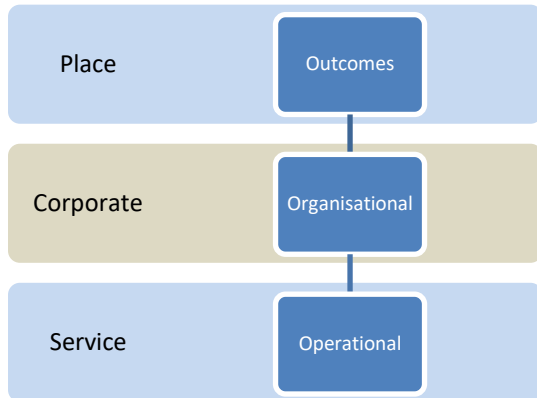 Place
Outcomes
Corporate
Organisational
Service
Operational